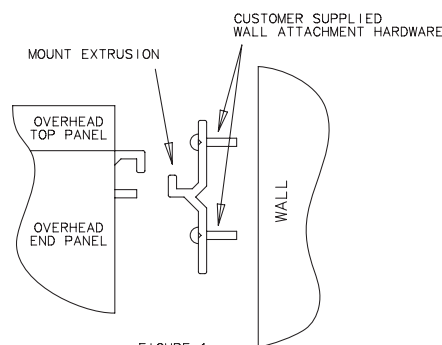 CUSTOMER SUPPLIED
WALL ATTACHMENT HARDWARE
MOUNT EXTRUSION
OVERHEAD
TOP PANEL
OVERHEAD
END PANEL
WALL